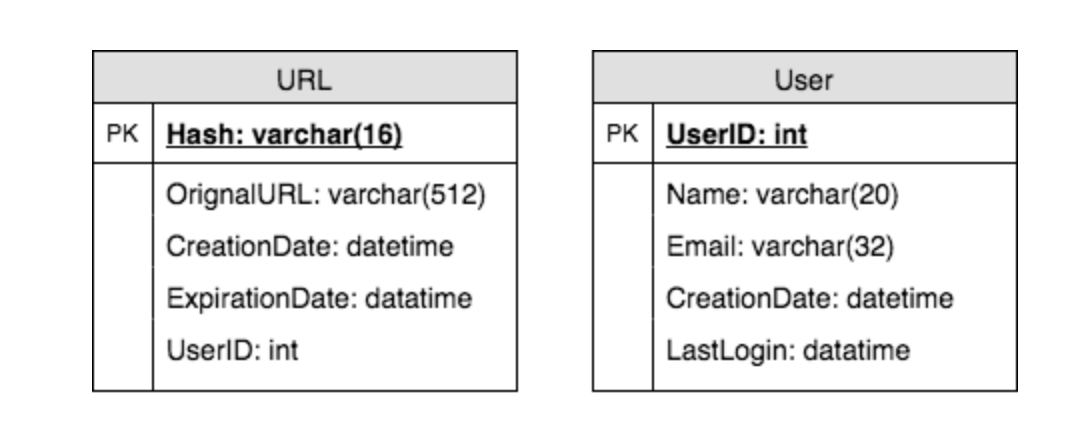 URL
PK Hash: varchar(16)
OrignalURL: varchar(512)
CreationDate: datetime
ExpirationDate: datatime
UserID: int
User
PK UserID: int
Name: varchar(20)
Email: varchar(32)
CreationDate: datetime
LastLogin: datatime